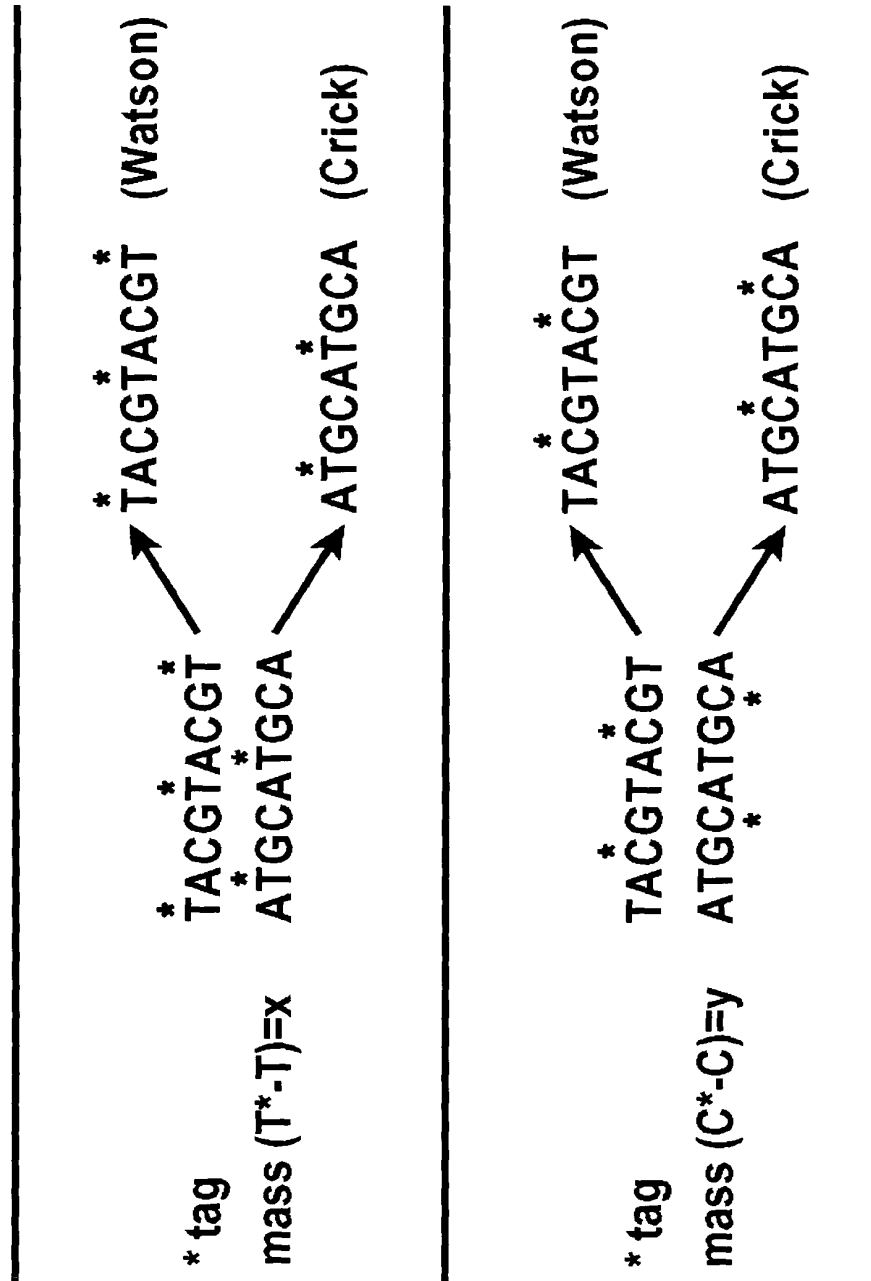 *      *      *
TACGTACGT (Watson)
*      *      *
TACGTACGT
*      *
* tag
ATGCATGCA
mass (T*-T)=x
*      *
ATGCATGCA (Crick)
*      *
TACGTACGT (Watson)
*      *
TACGTACGT
* tag
ATGCATGCA
*      *
mass (C*-C)=y
*      *
ATGCATGCA (Crick)